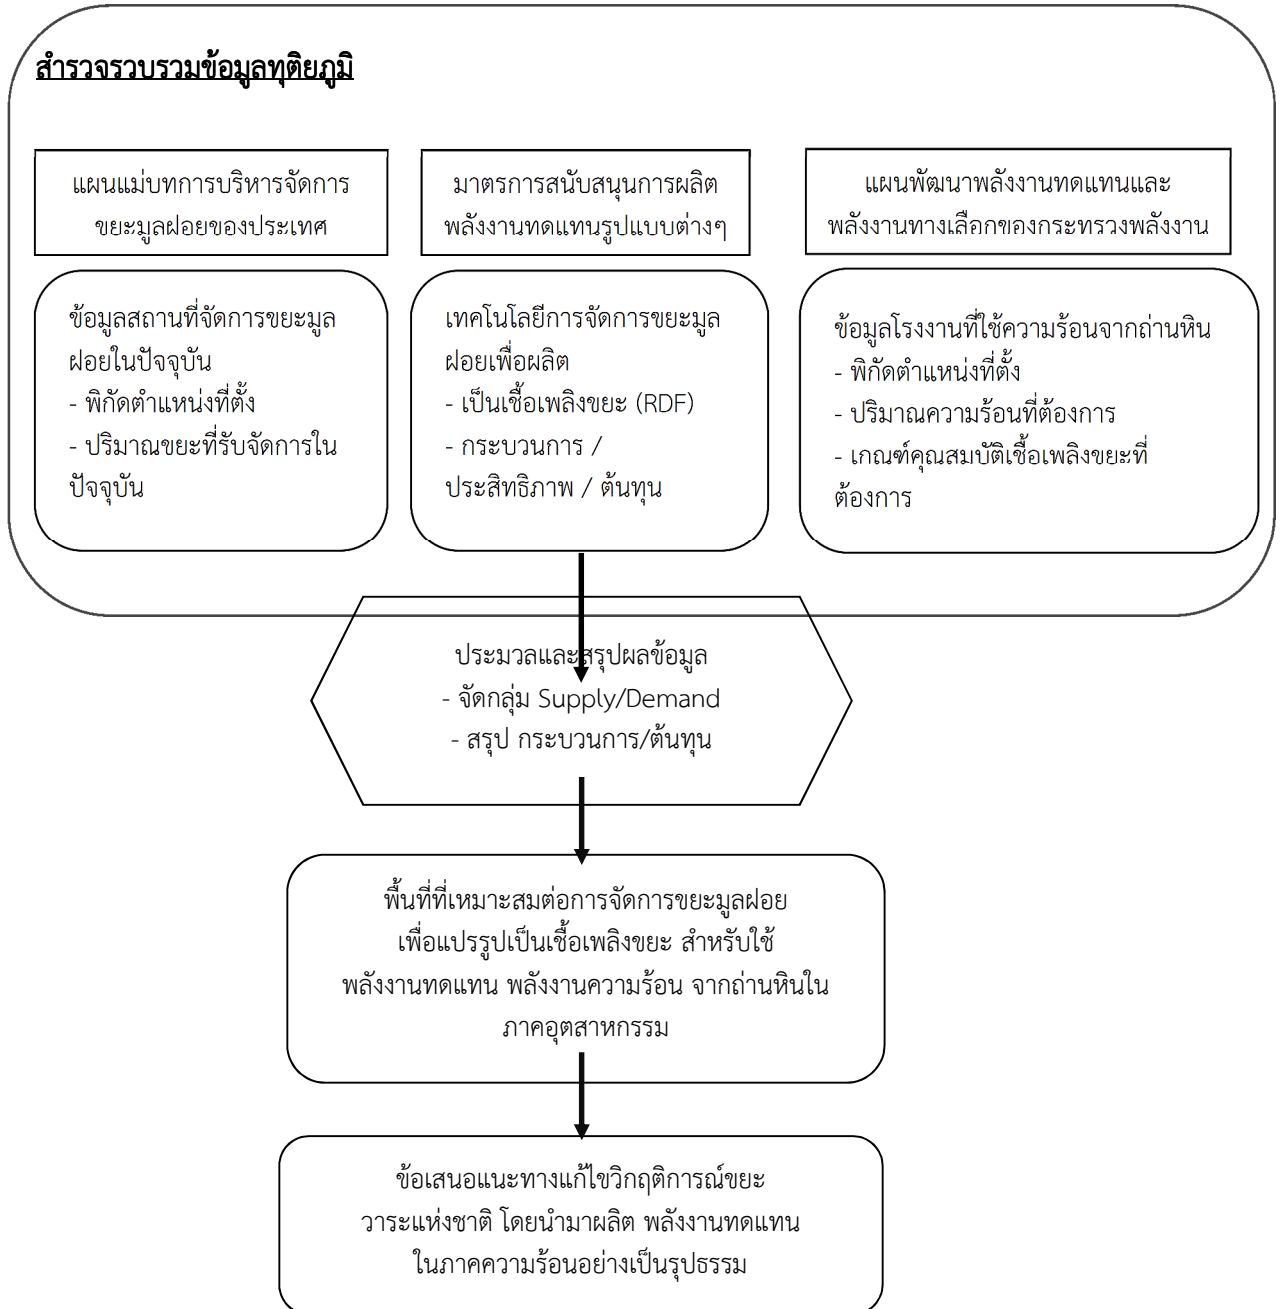 สำรวจรวบรวมข้อมูลทุติยภูมิ
แผนแม่บทการบริหารจัดการ
ขยะมูลฝอยของประเทศ
มาตรการสนับสนุนการผลิต
พลังงานทดแทนรูปแบบต่างๆ
แผนพัฒนาพลังงานทดแทนและ
พลังงานทางเลือกของกระทรวงพลังงาน
ข้อมูลสถานที่จัดการขยะมูล
ฝอยในปัจจุบัน
- พิกัดตำแหน่งที่ตั้ง
- ปริมาณขยะที่รับจัดการใน
ปัจจุบัน
เทคโนโลยีการจัดการขยะมูล
ฝอยเพื่อผลิต
- เป็นเชื้อเพลิงขยะ (RDF)
- กระบวนการ /
ประสิทธิภาพ / ต้นทุน
ข้อมูลโรงงานที่ใช้ความร้อนจากถ่านหิน
- พิกัดตำแหน่งที่ตั้ง
- ปริมาณความร้อนที่ต้องการ
- เกณฑ์คุณสมบัติเชื้อเพลิงขยะที่
ต้องการ
ประมวลและสรุปผลข้อมูล
- จัดกลุ่ม Supply/Demand
- สรุป กระบวนการ/ต้นทุน
พื้นที่ที่เหมาะสมต่อการจัดการขยะมูลฝอย
เพื่อแปรรูปเป็นเชื้อเพลิงขยะ สำหรับใช้
พลังงานทดแทน พลังงานความร้อน จากถ่านหินใน
ภาคอุตสาหกรรม
ข้อเสนอแนะทางแก้ไขวิกฤติการณ์ขยะ
วาระแห่งชาติ โดยนำมาผลิต พลังงานทดแทน
ในภาคความร้อนอย่างเป็นรุปธรรม